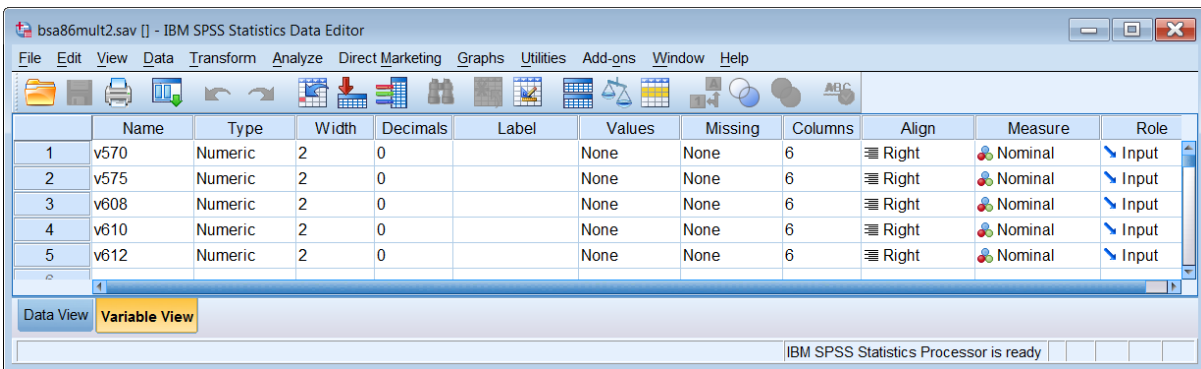 bsa86mult2.sav [] - IBM SPSS Statistics Data Editor
File Edit View Data Transform Analyze Direct Marketing Graphs Utilities Add-ons Window Help
Name Type Width Decimals Label Values Missing Columns Align Measure Role
1 v570 Numeric 2 0 None None 6 Right Nominal Input
2 v575 Numeric 2 0 None None 6 Right Nominal Input
3 v608 Numeric 2 0 None None 6 Right Nominal Input
4 v610 Numeric 2 0 None None 6 Right Nominal Input
5 v612 Numeric 2 0 None None 6 Right Nominal Input
Data View Variable View
IBM SPSS Statistics Processor is ready